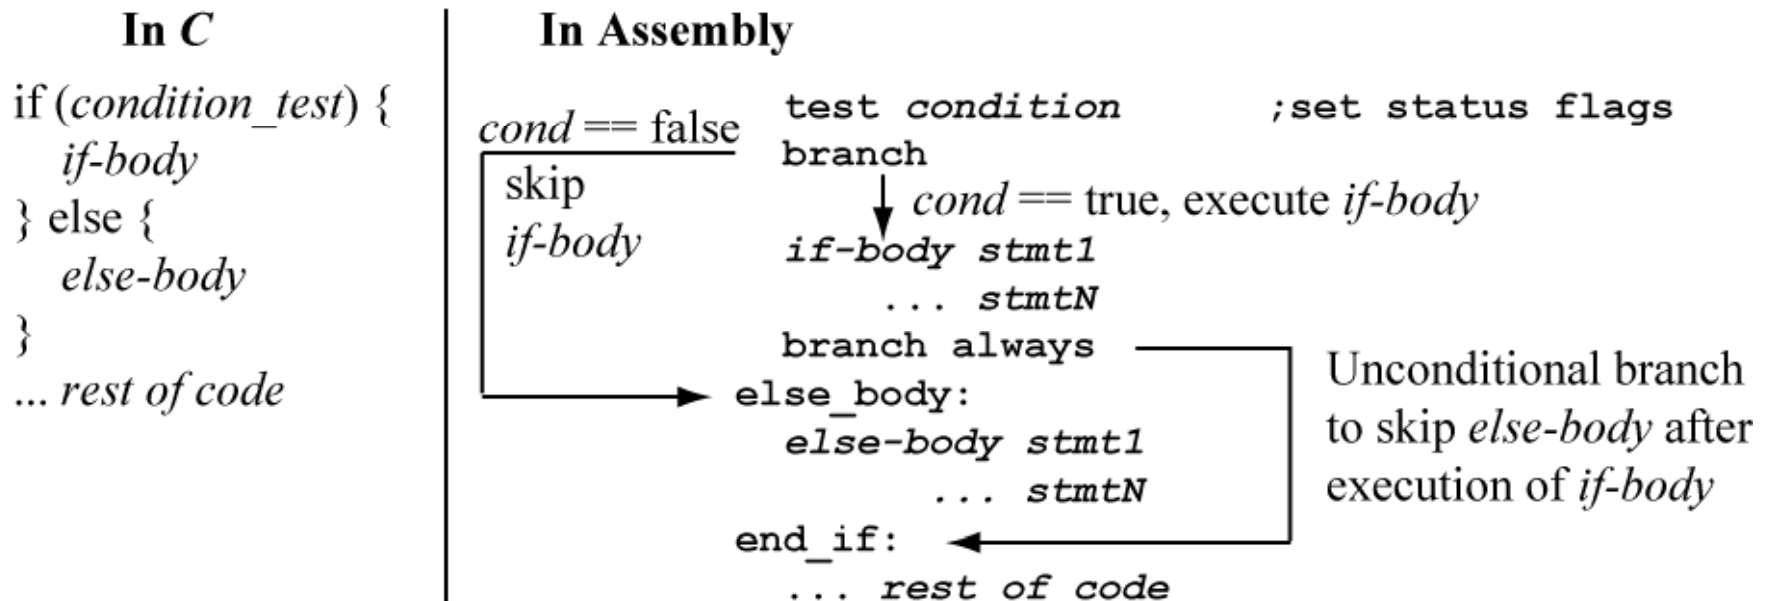 In C
if (condition_test) {
if-body
} else {
else-body
}
... rest of code
In Assembly
test condition ;set status flags
cond == false
branch
skip
if-body
cond == true, execute if-body
if-body stmt1
... stmtN
branch always
else_body:
else-body stmt1
... stmtN
end_if:
... rest of code
Unconditional branch
to skip else-body after
execution of if-body